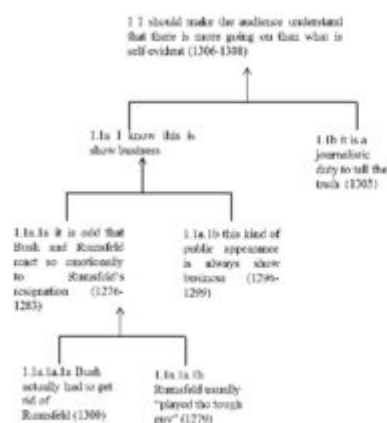 1.1 I should make the audience understand
that there is more going on than what is
self-evident (1306-1308)
1.1a I know this is
show business
1.1b it is a
journalistic
duty to tell the
truth (1305)
1.1a.1a it is odd that
Bush and Rumsfeld
react so emotionally
to Rumsfeld's
resignation (1276-
1283)
1.1a.1b this kind of
public appearance
is always show
business (1296-
1299)
1.1a.1a.1a Bush
actually had to get
rid of
Rumsfeld (1300)
1.1a.1a.1b
Rumsfeld usually
"played the tough
guy" (1279)